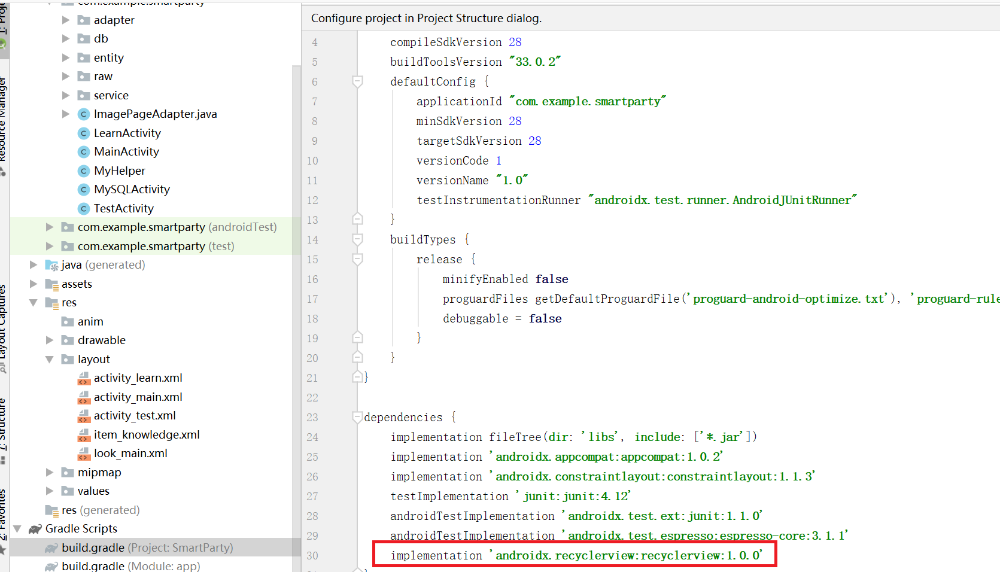 com.example.smartparty
adapter
db
entity
raw
service
ImagePageAdapter.java
LearnActivity
MainActivity
MyHelper
MySQLActivity
TestActivity
com.example.smartparty (androidTest)
com.example.smartparty (test)
java (generated)
assets
res
anim
drawable
layout
activity_learn.xml
activity_main.xml
activity_test.xml
item_knowledge.xml
look_main.xml
mipmap
values
res (generated)
Gradle Scripts
build.gradle (Project: SmartParty)
build.gradle (Module: app)
Resource Manager
Layout Captures
7: Structure
2: Favorites
Configure project in Project Structure dialog.
4 compileSdkVersion 28
5 buildToolsVersion "33.0.2"
6 defaultConfig {
7 applicationId "com.example.smartparty"
8 minSdkVersion 28
9 targetSdkVersion 28
10 versionCode 1
11 versionName "1.0"
12 testInstrumentationRunner "androidx.test.runner.AndroidJUnitRunner"
13 }
14 buildTypes {
15 release {
16 minifyEnabled false
17 proguardFiles getDefaultProguardFile('proguard-android-optimize.txt'), 'proguard-rule
18 debuggable = false
19 }
20 }
21 }
22
23 dependencies {
24 implementation fileTree(dir: 'libs', include: ['*.jar'])
25 implementation 'androidx.appcompat:appcompat:1.0.2'
26 implementation 'androidx.constraintlayout:constraintlayout:1.1.3'
27 testImplementation 'junit:junit:4.12'
28 androidTestImplementation 'androidx.test.ext:junit:1.1.0'
29 androidTestImplementation 'androidx.test.espresso:espresso-core:3.1.1'
30 implementation 'androidx.recyclerview:recyclerview:1.0.0'